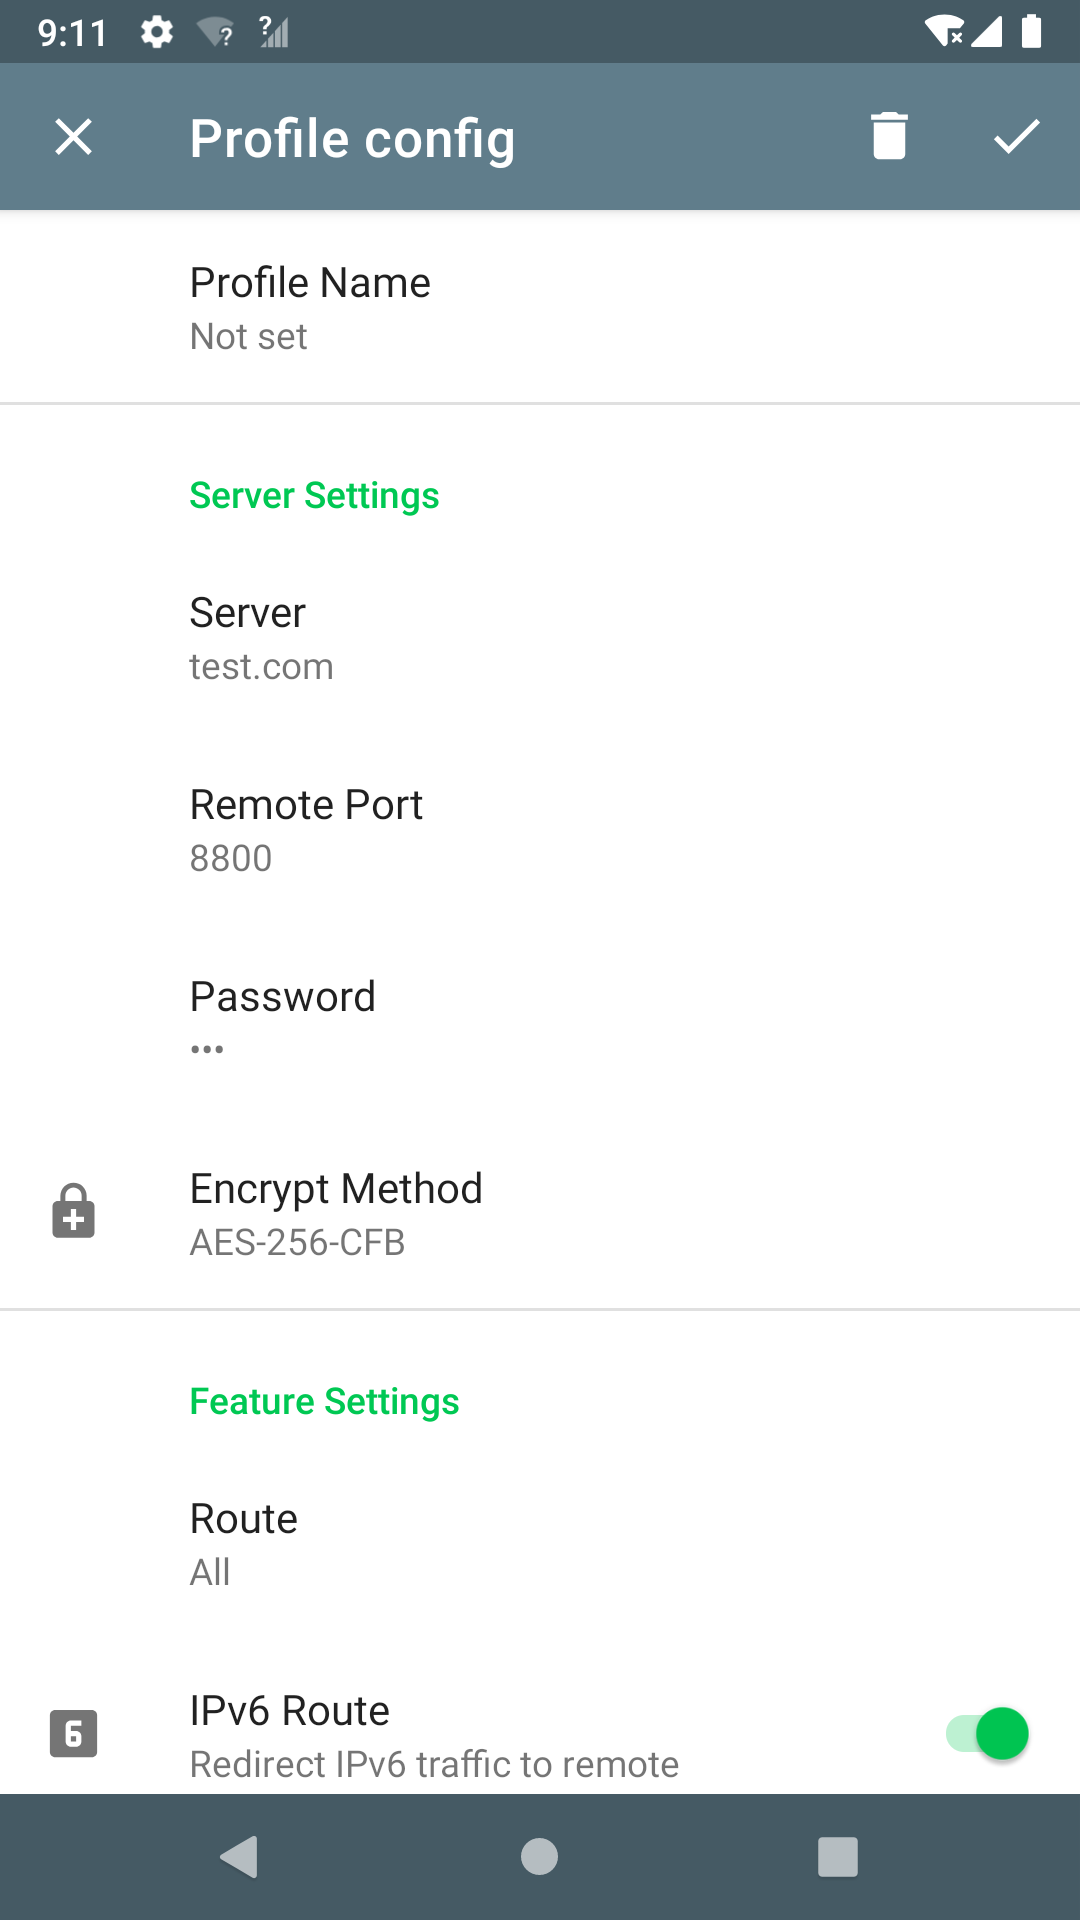 9:11
Profile config
Profile Name
Not set
Server Settings
Server
test.com
Remote Port
8800
Password
•••
Encrypt Method
AES-256-CFB
Feature Settings
Route
All
6
IPv6 Route
Redirect IPv6 traffic to remote